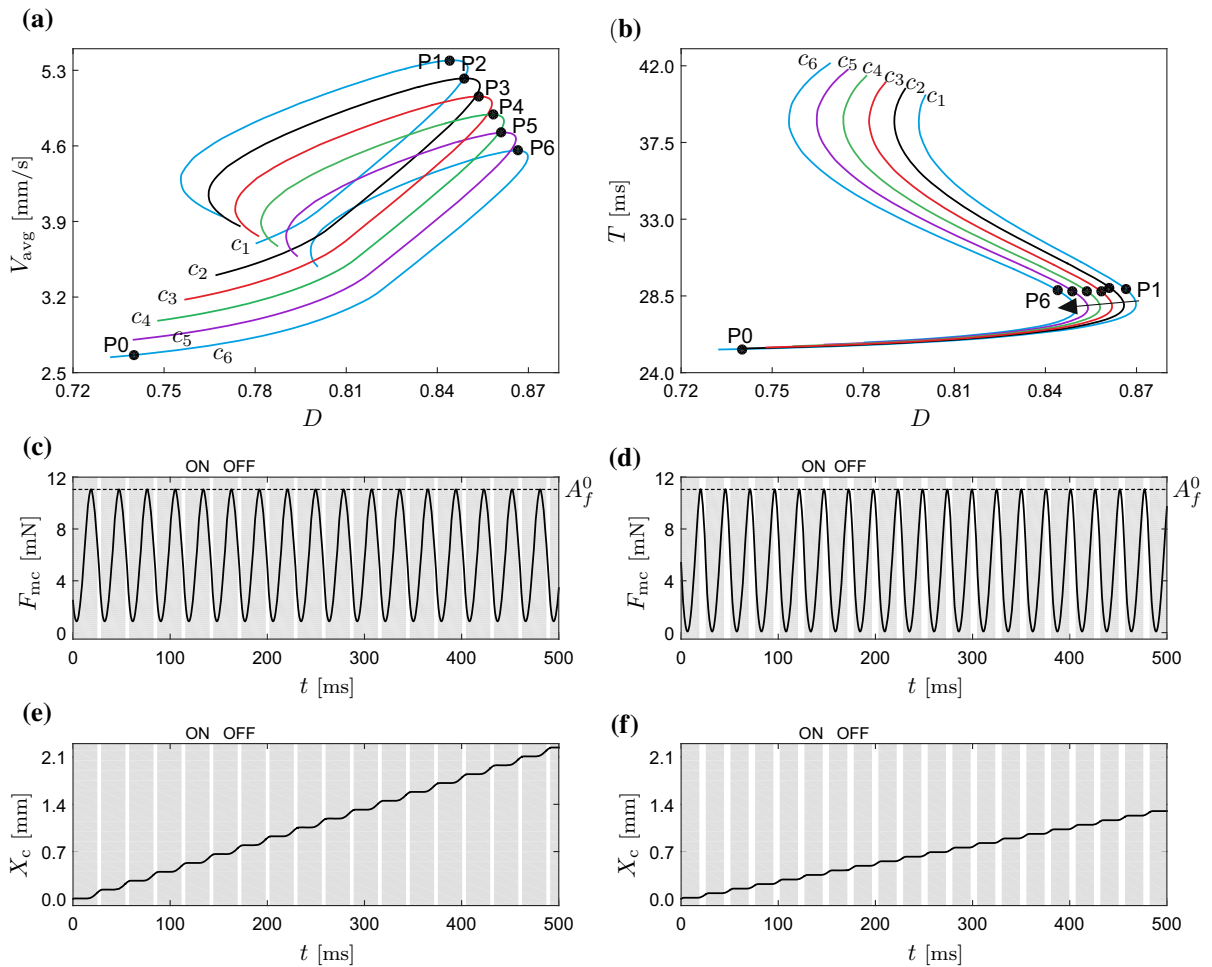 (a)
5.3
4.6
3.9
3.2
2.5
V_avg [mm/s]
P1
P2
P3
P4
P5
P6
c1
c2
c3
c4
c5
c6
P0
0.72
0.75
0.78
0.81
0.84
0.87
D
(b)
42.0
37.5
33.0
28.5
24.0
T [ms]
c6
c5
c4
c3
c2
c1
P6
P1
P0
0.72
0.75
0.78
0.81
0.84
0.87
D
(c)
ON OFF
12
8
4
0
F_mc [mN]
A_f^0
0
100
200
300
400
500
t [ms]
(d)
ON OFF
12
8
4
0
F_mc [mN]
A_f^0
0
100
200
300
400
500
t [ms]
(e)
ON OFF
2.1
1.4
0.7
0.0
X_c [mm]
0
100
200
300
400
500
t [ms]
(f)
ON OFF
2.1
1.4
0.7
0.0
X_c [mm]
0
100
200
300
400
500
t [ms]